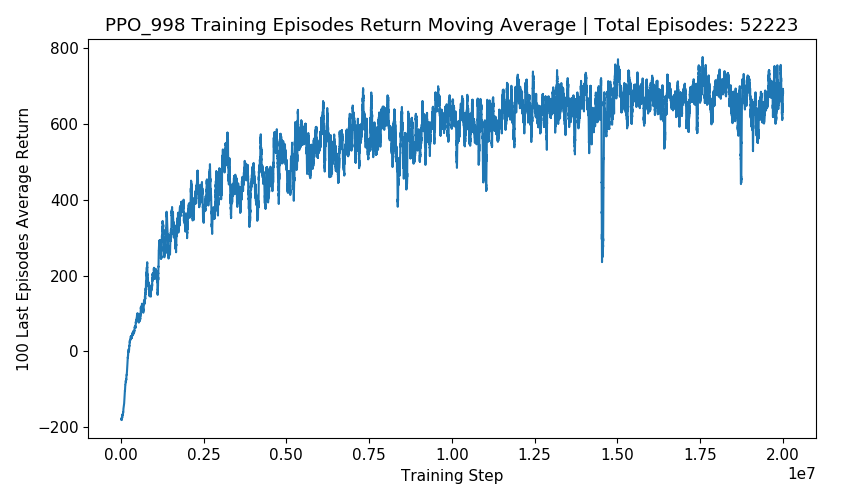 PPO_998 Training Episodes Return Moving Average | Total Episodes: 52223
100 Last Episodes Average Return
800
600
400
200
0
−200
0.00 0.25 0.50 0.75 1.00 1.25 1.50 1.75 2.00
1e7
Training Step